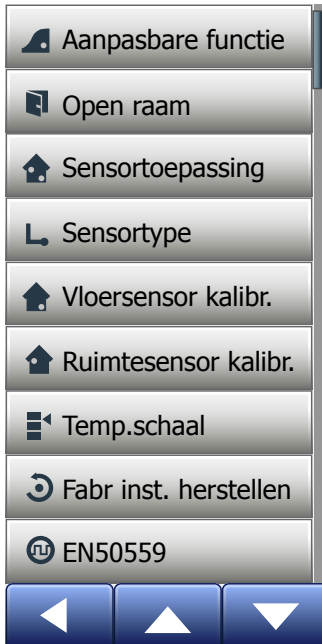 Aanpasbare functie
Open raam
Sensortoepassing
Sensortype
Vloersensor kalibr.
Ruimtesensor kalibr.
Temp.schaal
Fabr inst. herstellen
EN50559